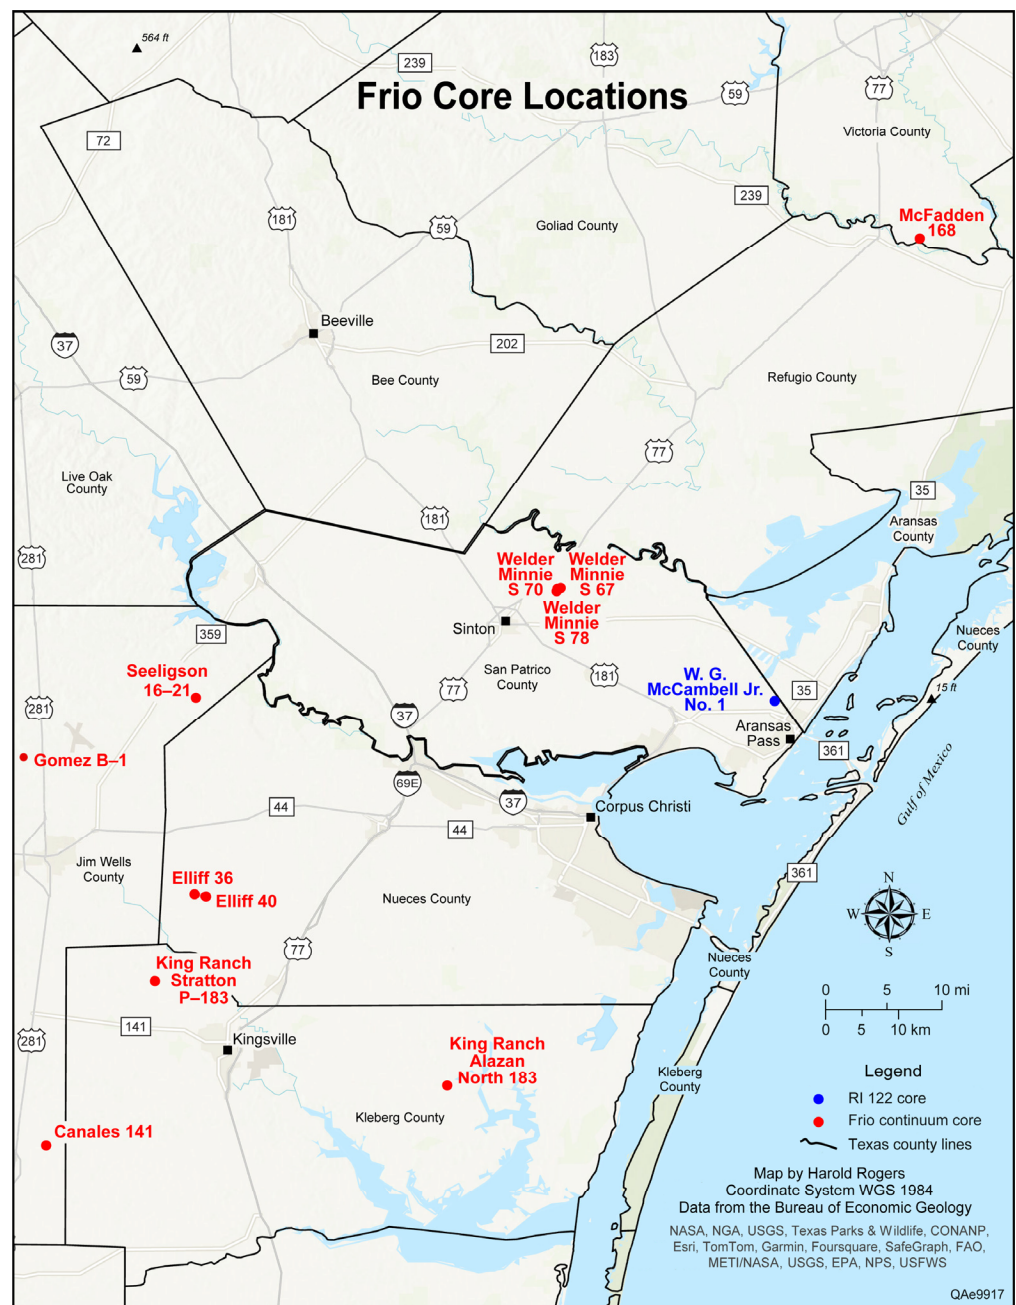 564 ft
239
183
Frio Core Locations
59
77
72
Victoria County
239
McFadden
168
181
59
Goliad County
Beeville
37
202
59
Bee County
Refugio County
77
Live Oak
County
35
181
Aransas
County
281
Welder
Minnie
S 70
Welder
Minnie
S 67
Welder
Minnie
S 78
Sinton
359
Nueces
County
Seeligson
16–21
San Patrico
County
181
W. G.
McCambell Jr.
No. 1
77
35
15 ft
281
37
Aransas
Pass
361
Gomez B–1
69E
Gulf of Mexico
37
44
Corpus Christi
44
Jim Wells
County
361
Elliff 36
Elliff 40
Nueces County
N
W
E
S
77
King Ranch
Stratton
P–183
Nueces
County
0 5 10 mi
0 5 10 km
141
281
Kingsville
King Ranch
Alazan
North 183
Kleberg
County
Legend
RI 122 core
Frio continuum core
Texas county lines
Kleberg County
Canales 141
Map by Harold Rogers
Coordinate System WGS 1984
Data from the Bureau of Economic Geology
NASA, NGA, USGS, Texas Parks & Wildlife, CONANP,
Esri, TomTom, Garmin, Foursquare, SafeGraph, FAO,
METI/NASA, USGS, EPA, NPS, USFWS
QAe9917